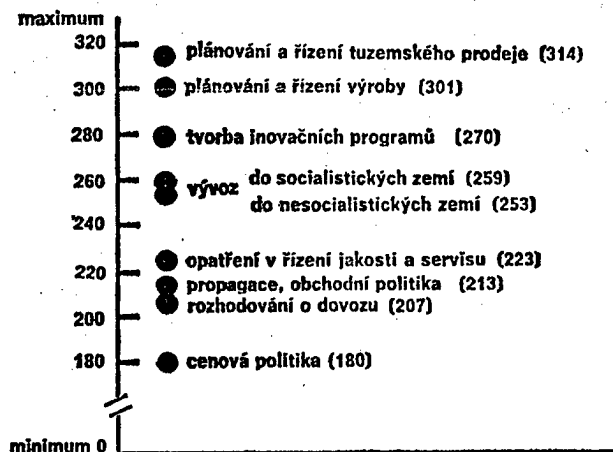 maximum
320
plánování a řízení tuzemského prodeje (314)
300
plánování a řízení výroby (301)
280
tvorba inovačních programů (270)
260
vývoz do socialistických zemí (259)
do nesocialistických zemí (253)
240
opatření v řízení jakosti a servisu (223)
220
propagace, obchodní politika (213)
rozhodování o dovozu (207)
200
180
cenová politika (180)
minimum 0